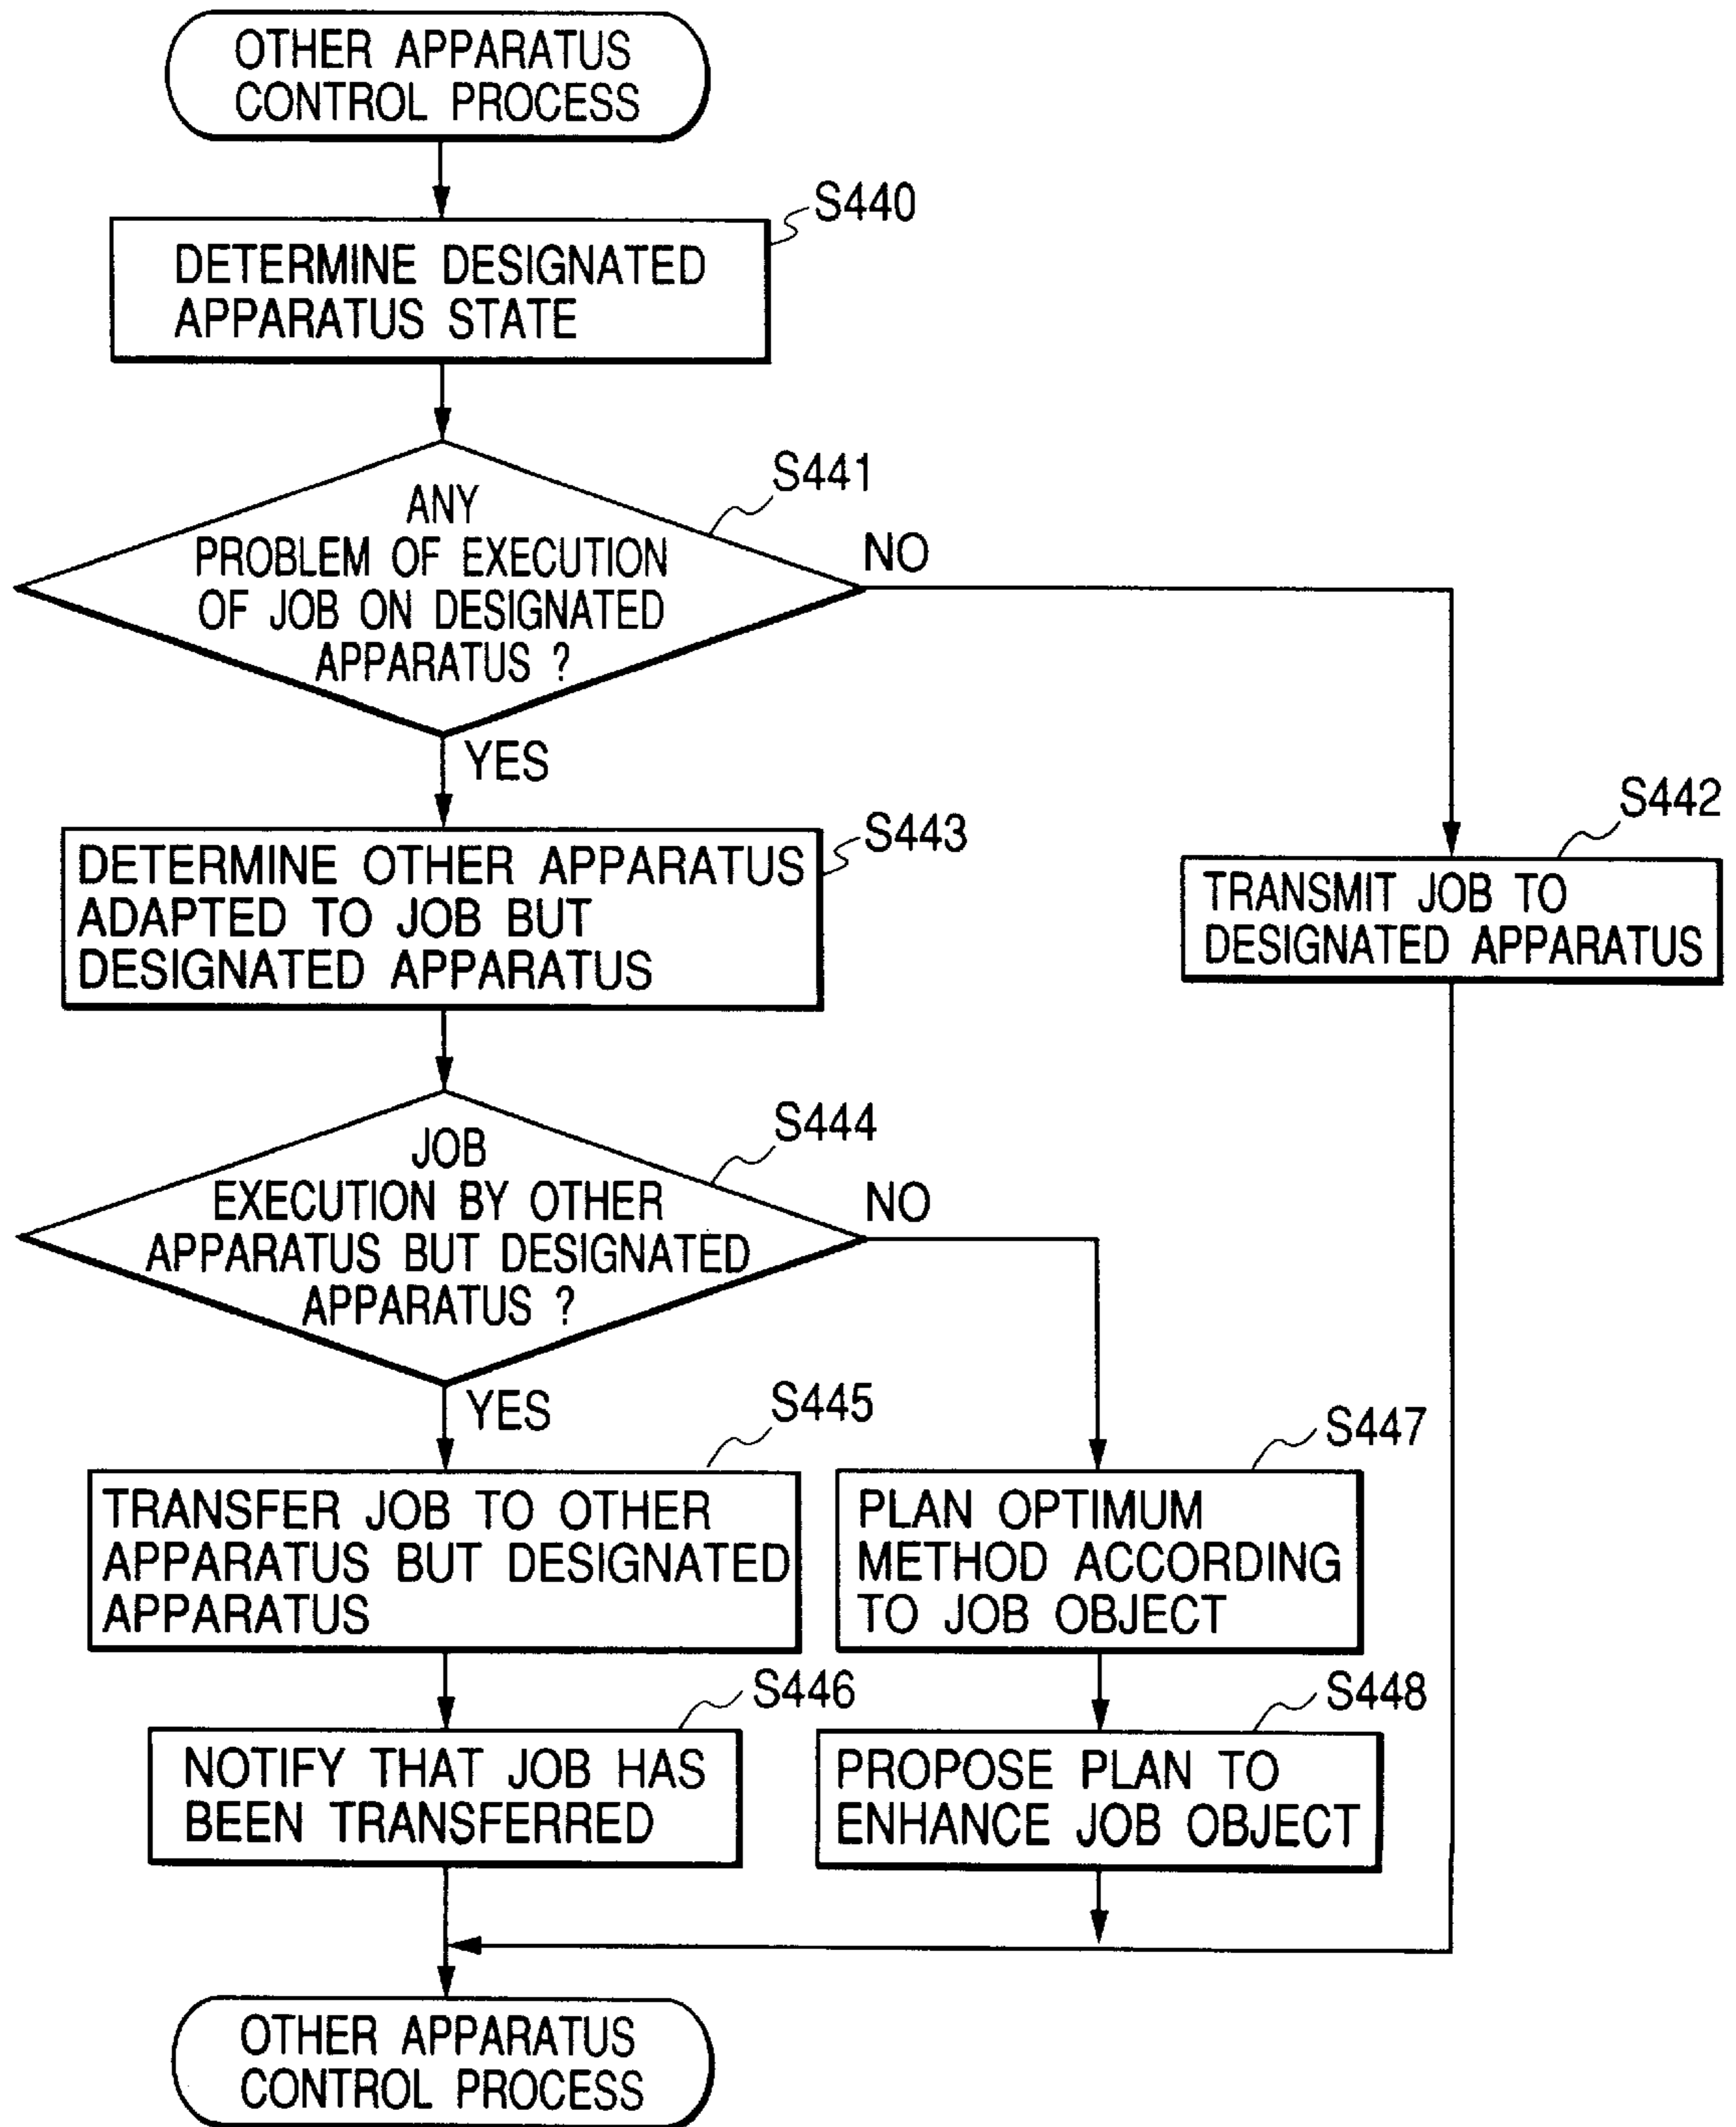 OTHER APPARATUS
CONTROL PROCESS
S440
DETERMINE DESIGNATED
APPARATUS STATE
S441
ANY
PROBLEM OF EXECUTION
OF JOB ON DESIGNATED
APPARATUS ?
NO
YES
S442
TRANSMIT JOB TO
DESIGNATED APPARATUS
S443
DETERMINE OTHER APPARATUS
ADAPTED TO JOB BUT
DESIGNATED APPARATUS
S444
JOB
EXECUTION BY OTHER
APPARATUS BUT DESIGNATED
APPARATUS ?
NO
YES
S445
TRANSFER JOB TO OTHER
APPARATUS BUT DESIGNATED
APPARATUS
S447
PLAN OPTIMUM
METHOD ACCORDING
TO JOB OBJECT
S446
NOTIFY THAT JOB HAS
BEEN TRANSFERRED
S448
PROPOSE PLAN TO
ENHANCE JOB OBJECT
OTHER APPARATUS
CONTROL PROCESS